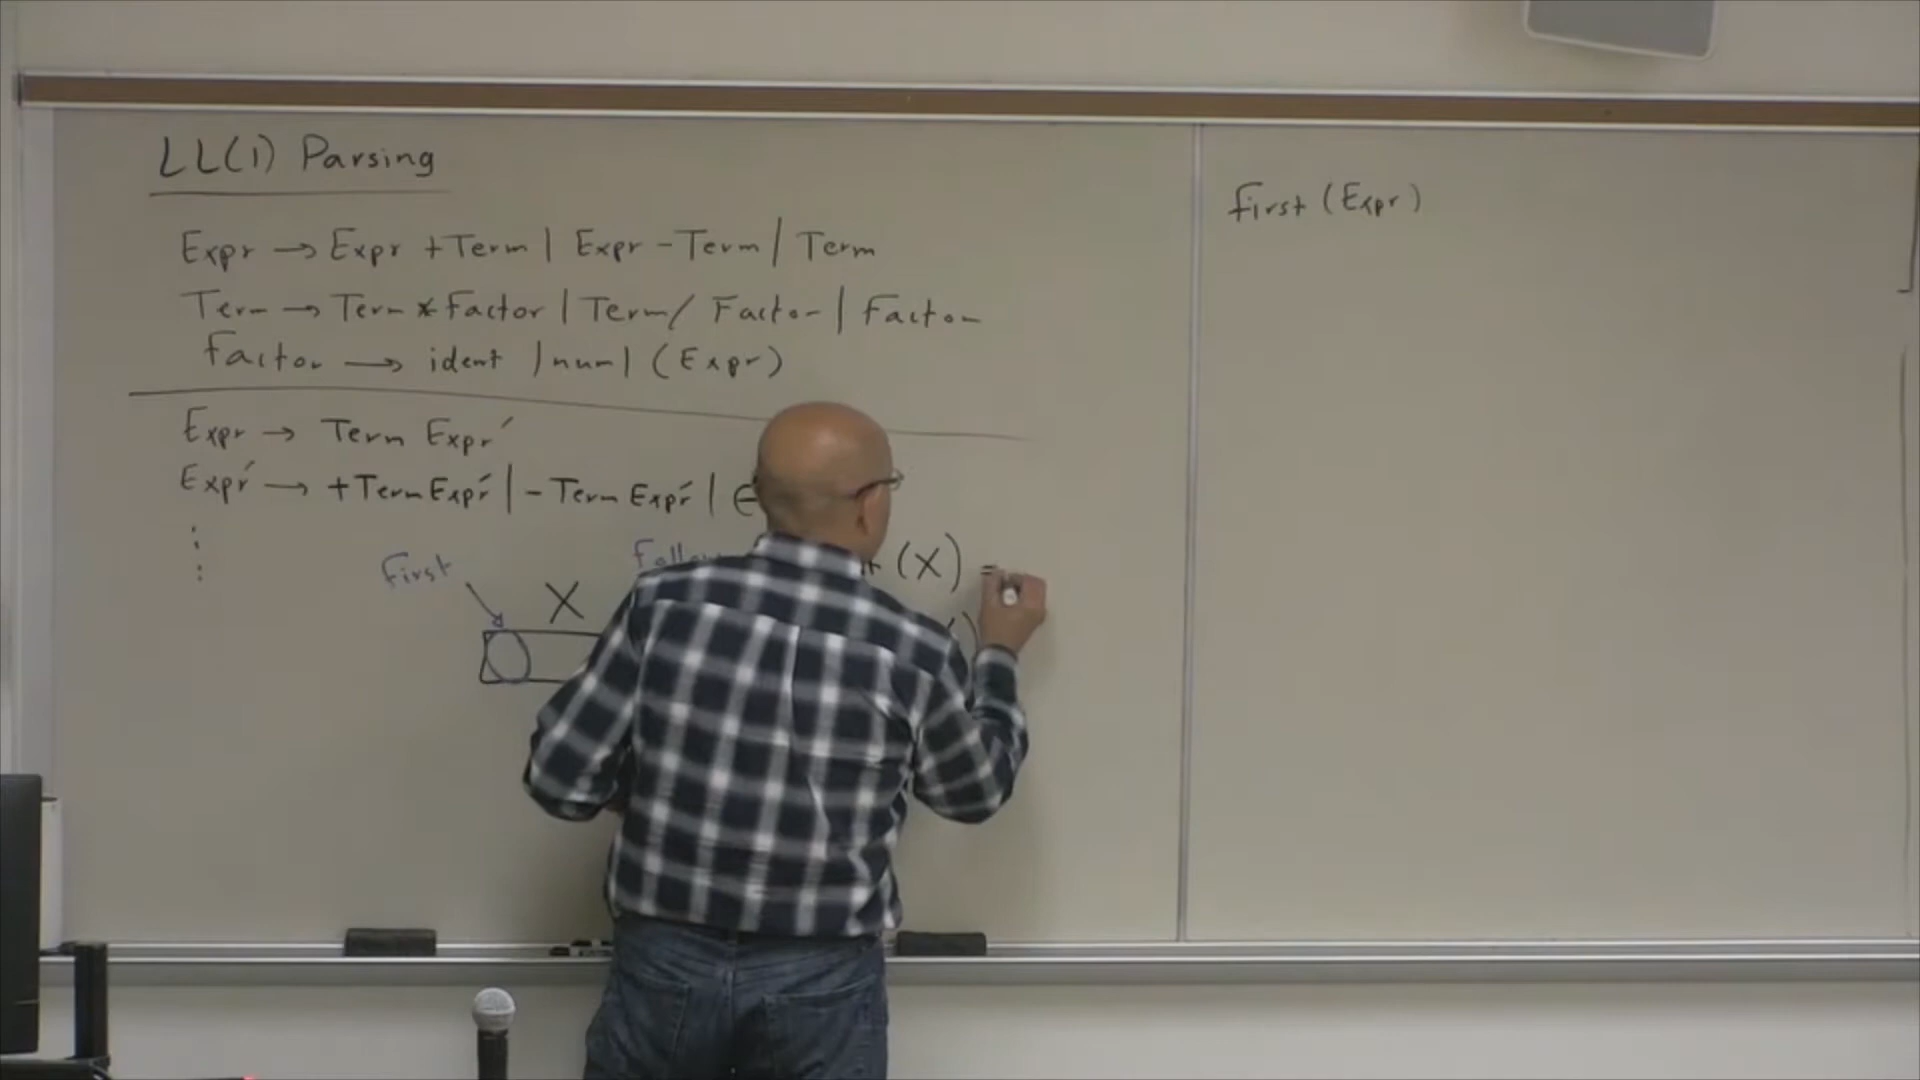 LL(1) Parsing
Expr → Expr + Term | Expr - Term | Term
Term → Term * Factor | Term / Factor | Factor
Factor → ident | num | (Expr)
Expr → Term Expr′
Expr′ → + Term Expr′ | - Term Expr′ | ∈
⋮
First
X
(X) =
First (Expr)